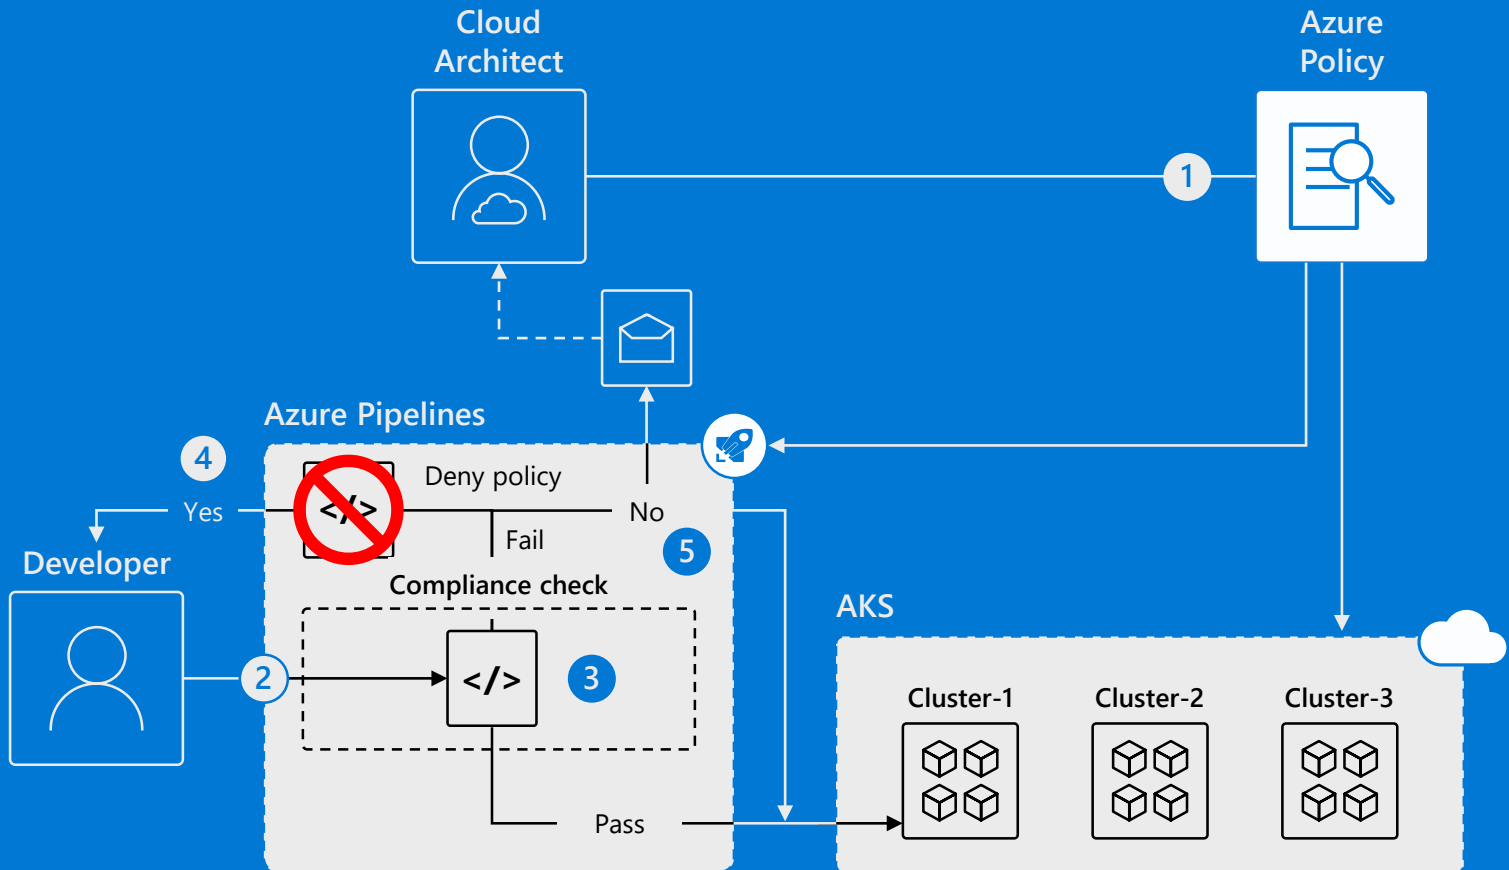 Cloud
Architect
Azure
Policy
1
Azure Pipelines
4
Deny policy
Yes
</>
No
Fail
5
Developer
Compliance check
AKS
2
</>
3
Cluster-1
Cluster-2
Cluster-3
Pass